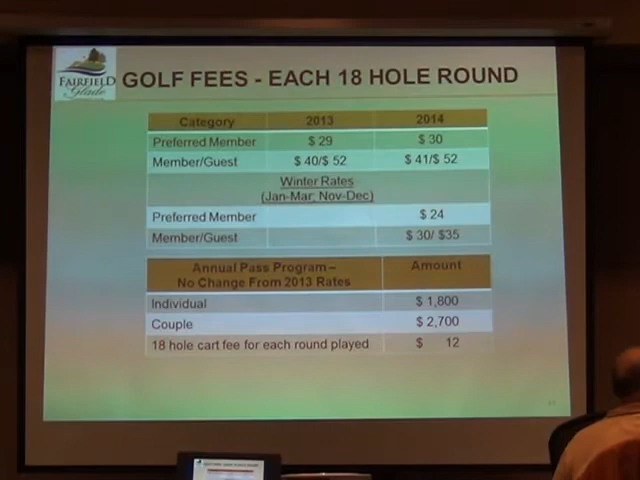 FAIRFIELD
Glade
GOLF FEES - EACH 18 HOLE ROUND
Category 2013 2014
Preferred Member $ 29 $ 30
Member/Guest $ 40/$ 52 $ 41/$ 52
Winter Rates
(Jan-Mar; Nov-Dec)
Preferred Member $ 24
Member/Guest $ 30/ $35
Annual Pass Program – Amount
No Change From 2013 Rates
Individual $ 1,800
Couple $ 2,700
18 hole cart fee for each round played $ 12